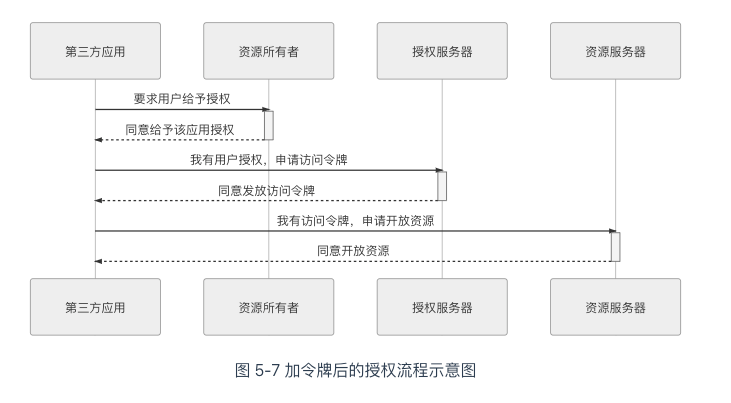 第三方应用
资源所有者
授权服务器
资源服务器
要求用户给予授权
同意给予该应用授权
我有用户授权，申请访问令牌
同意发放访问令牌
我有访问令牌，申请开放资源
同意开放资源
第三方应用
资源所有者
授权服务器
资源服务器
图 5-7 加令牌后的授权流程示意图